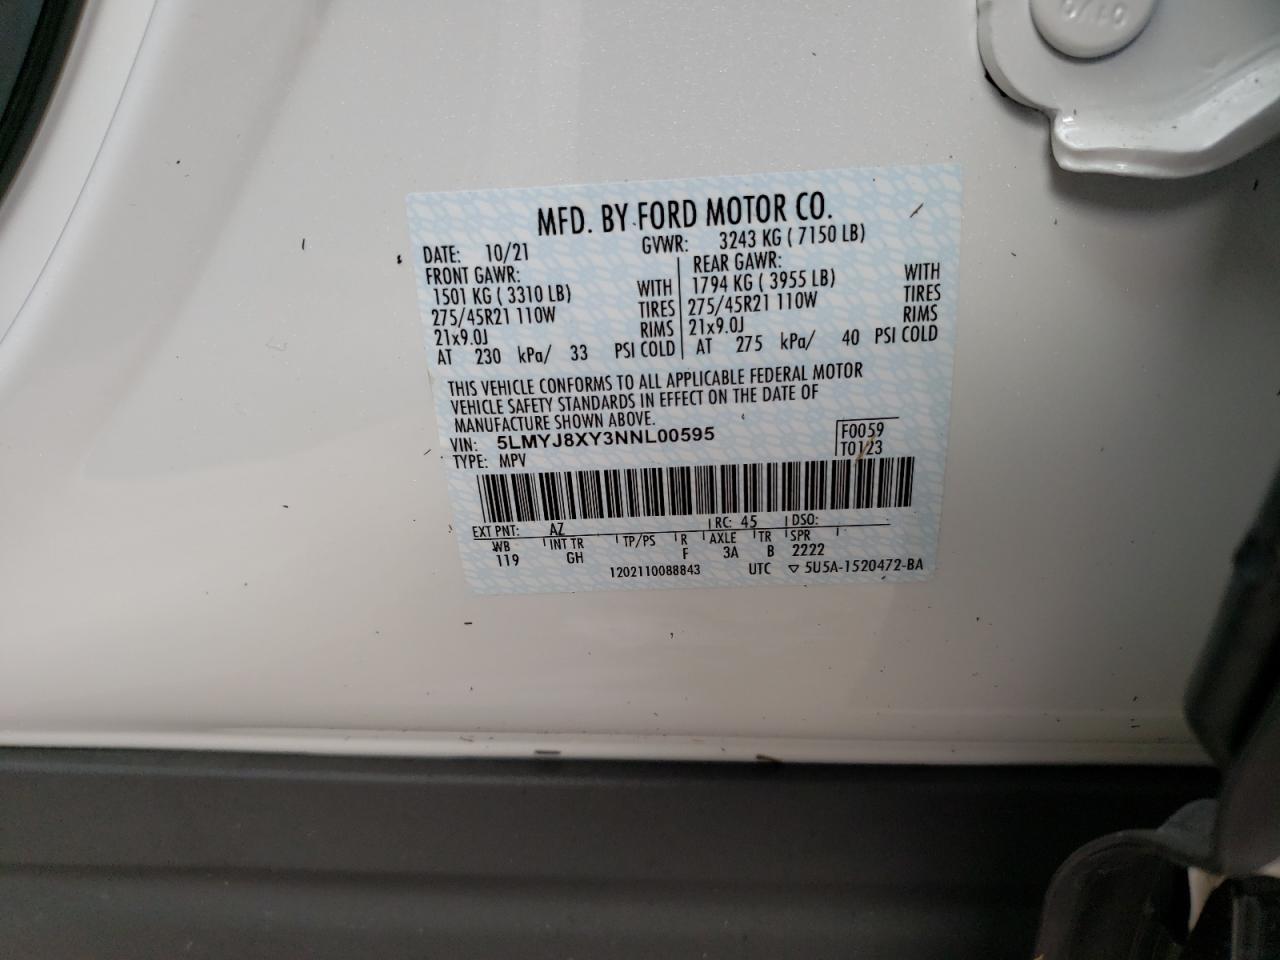 MFD. BY FORD MOTOR CO.
DATE: 10/21 GVWR: 3243 KG ( 7150 LB)
FRONT GAWR: REAR GAWR:
1501 KG ( 3310 LB) WITH 1794 KG ( 3955 LB) WITH
275/45R21 110W TIRES 275/45R21 110W TIRES
21x9.0J RIMS 21x9.0J RIMS
AT 230 kPa/ 33 PSI COLD AT 275 kPa/ 40 PSI COLD
THIS VEHICLE CONFORMS TO ALL APPLICABLE FEDERAL MOTOR
VEHICLE SAFETY STANDARDS IN EFFECT ON THE DATE OF
MANUFACTURE SHOWN ABOVE.
VIN: 5LMYJ8XY3NNL00595 F0059
TYPE: MPV T0123
EXT PNT: AZ RC: 45 DSO:
WB INT TR TP/PS R AXLE TR SPR
119 GH F 3A B 2222
1202110088843 UTC ▽ 5U5A-1520472-BA